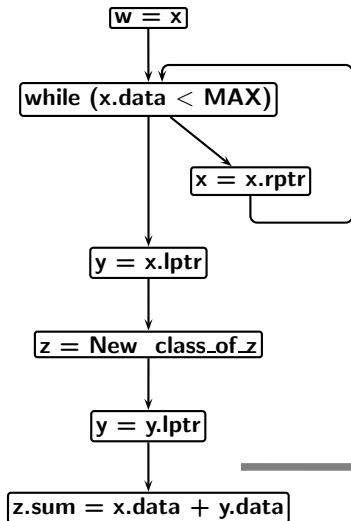 w = x
while (x.data < MAX)
x = x.rptr
y = x.lptr
z = New class_of_z
y = y.lptr
z.sum = x.data + y.data